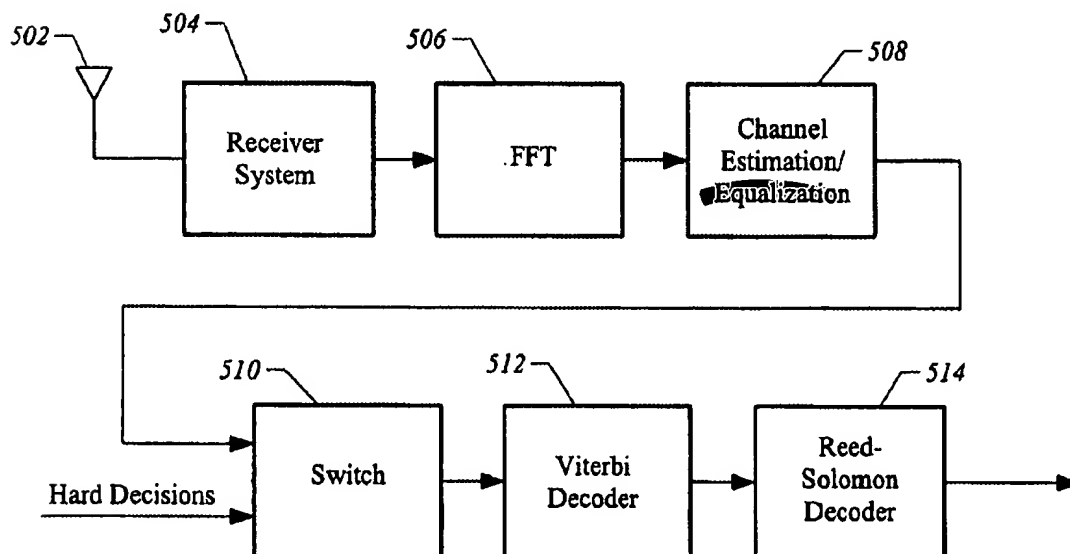 502
504
506
508
Receiver
System
.FFT
Channel
Estimation/
Equalization
510
512
514
Hard Decisions
Switch
Viterbi
Decoder
Reed-
Solomon
Decoder